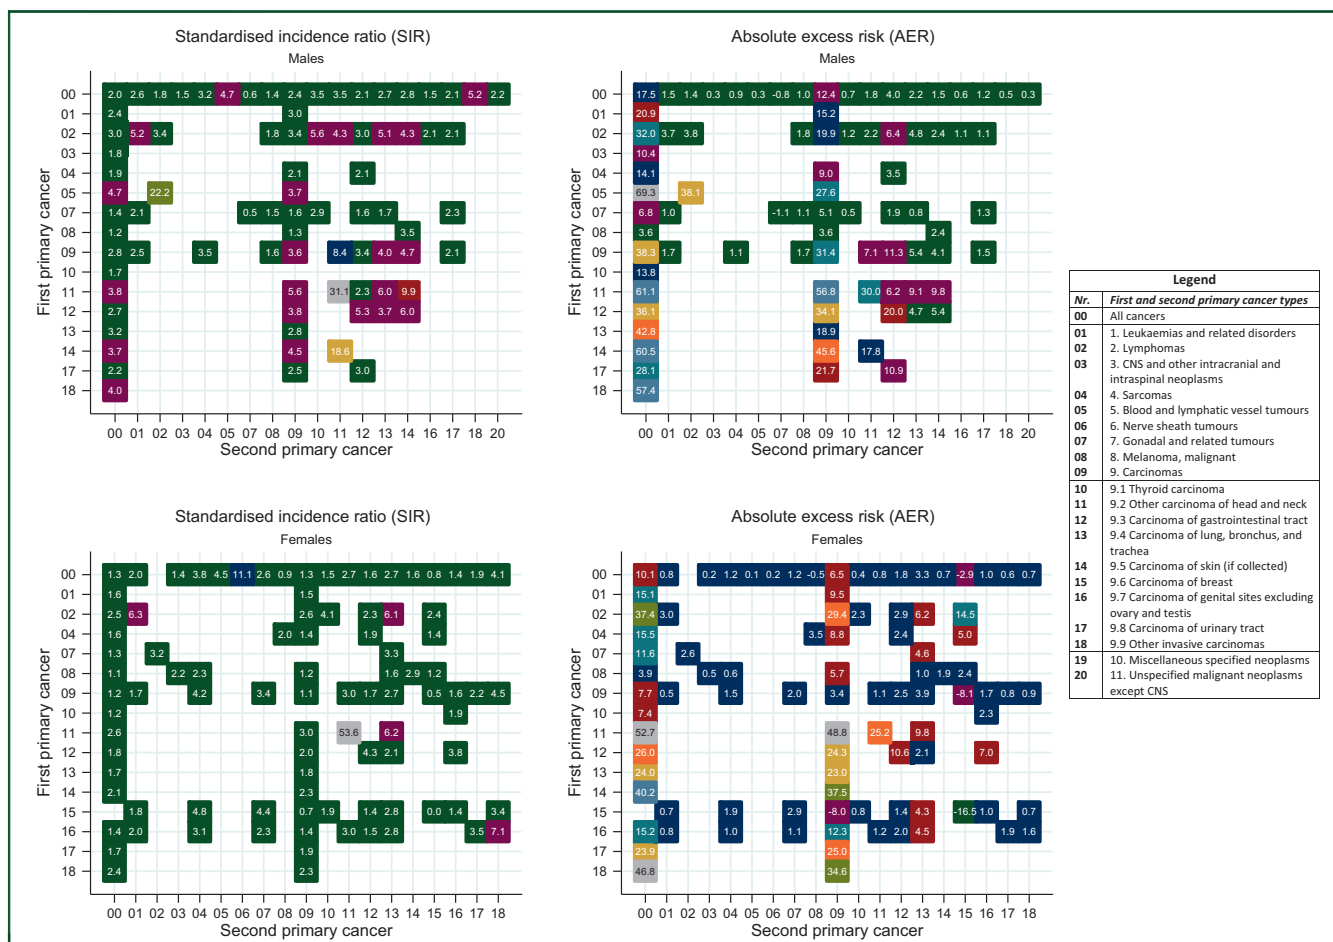 Standardised incidence ratio (SIR)
Males
First primary cancer
00 2.0 2.6 1.8 1.5 3.2 4.7 0.6 1.4 2.4 3.5 3.5 2.1 2.7 2.8 1.5 2.1 5.2 2.2
01 2.4 3.0
02 3.0 5.2 3.4 1.8 3.4 5.6 4.3 3.0 5.1 4.3 2.1 2.1
03 1.8
04 1.9 2.1 2.1
05 4.7 22.2 3.7
07 1.4 2.1 0.5 1.5 1.6 2.9 1.6 1.7 2.3
08 1.2 1.3 3.5
09 2.8 2.5 3.5 1.6 3.6 8.4 3.4 4.0 4.7 2.1
10 1.7
11 3.8 5.6 31.1 2.3 6.0 9.9
12 2.7 3.8 5.3 3.7 6.0
13 3.2 2.8
14 3.7 4.5 18.6
17 2.2 2.5 3.0
18 4.0
00 01 02 03 04 05 07 08 09 10 11 12 13 14 15 17 18 20
Second primary cancer
Absolute excess risk (AER)
Males
First primary cancer
00 17.5 1.5 1.4 0.3 0.9 0.3 -0.8 1.0 12.4 0.7 1.8 4.0 2.2 1.5 0.6 1.2 0.5 0.3
01 20.9 15.2
02 32.0 3.7 3.8 1.8 19.9 1.2 2.2 6.4 4.8 2.4 1.1 1.1
03 10.4
04 14.1 9.0 3.5
05 69.3 38.1 27.6
07 6.8 1.0 -1.1 1.1 5.1 0.5 1.9 0.8 1.3
08 3.6 3.6 2.4
09 38.3 1.7 1.1 1.7 31.4 7.1 11.3 5.4 4.1 1.5
10 13.8
11 61.1 56.8 30.0 6.2 9.1 9.8
12 36.1 34.1 20.0 4.7 5.4
13 42.8 18.9
14 60.5 45.6 17.8
17 28.1 21.7 10.9
18 57.4
00 01 02 03 04 05 07 08 09 10 11 12 13 14 15 17 18 20
Second primary cancer
Standardised incidence ratio (SIR)
Females
First primary cancer
00 1.3 2.0 1.4 3.8 4.5 11.1 2.6 0.9 1.3 1.5 2.7 1.6 2.7 1.6 0.8 1.4 1.9 4.1
01 1.6 1.5
02 2.5 6.3 2.6 4.1 2.3 6.1 2.4
04 1.6 2.0 1.4 1.9 1.4
07 1.3 3.2 3.3
08 1.1 2.2 2.3 1.6 2.9 1.2
09 1.2 1.7 4.2 3.4 1.1 3.0 1.7 2.7 0.5 1.6 2.2 4.5
10 1.2 1.9
11 2.6 3.0 53.6 6.2
12 1.8 2.0 4.3 2.1 3.8
13 1.7 1.8
14 2.1 2.3
15 1.8 4.8 4.4 0.7 1.9 1.4 2.8 0.0 1.4 3.4
16 1.4 2.0 3.1 2.3 1.4 3.0 1.5 2.8 3.5 7.1
17 1.7 1.9
18 2.4 2.3
00 01 02 03 04 05 06 07 08 09 10 11 12 13 14 15 16 17 18
Second primary cancer
Absolute excess risk (AER)
Females
First primary cancer
00 10.1 0.8 0.2 1.2 0.1 0.2 1.2 -0.5 6.5 0.4 0.8 1.8 3.3 0.7 -2.9 1.0 0.6 0.7
01 15.1 9.5
02 37.4 3.0 29.4 2.3 2.9 6.2 14.5
04 15.5 3.5 8.8 2.4 5.0
07 11.6 2.6 4.6
08 3.9 0.5 0.6 5.7 1.0 1.9 2.4
09 7.7 0.5 1.5 2.0 3.4 1.1 2.5 3.9 -8.1 1.7 0.8 0.9
10 7.4 2.3
11 52.7 48.8 25.2 9.8
12 26.0 24.3 10.6 2.1 7.0
13 24.0 23.0
14 40.2 37.5
15 0.7 1.9 2.9 -8.0 0.8 1.4 4.3 -16.5 1.0 0.7
16 15.2 0.8 1.0 1.1 12.3 1.2 2.0 4.5 1.9 1.6
17 23.9 25.0
18 46.8 34.6
00 01 02 03 04 05 06 07 08 09 10 11 12 13 14 15 16 17 18
Second primary cancer
Legend
Nr. First and second primary cancer types
00 All cancers
01 1. Leukaemias and related disorders
02 2. Lymphomas
03 3. CNS and other intracranial and
intraspinal neoplasms
04 4. Sarcomas
05 5. Blood and lymphatic vessel tumours
06 6. Nerve sheath tumours
07 7. Gonadal and related tumours
08 8. Melanoma, malignant
09 9. Carcinomas
10 9.1 Thyroid carcinoma
11 9.2 Other carcinoma of head and neck
12 9.3 Carcinoma of gastrointestinal tract
13 9.4 Carcinoma of lung, bronchus, and
trachea
14 9.5 Carcinoma of skin (if collected)
15 9.6 Carcinoma of breast
16 9.7 Carcinoma of genital sites excluding
ovary and testis
17 9.8 Carcinoma of urinary tract
18 9.9 Other invasive carcinomas
19 10. Miscellaneous specified neoplasms
20 11. Unspecified malignant neoplasms
except CNS